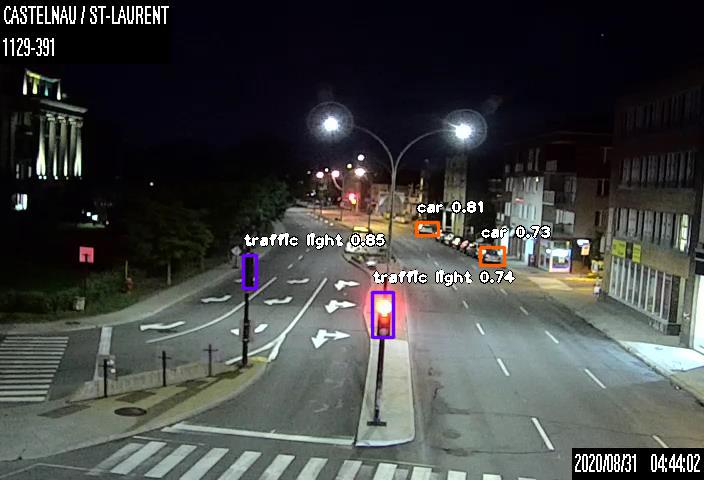 CASTELNAU / ST-LAURENT
1129-391
car 0.81
car 0.73
traffic light 0.85
traffic light 0.74
2020/08/31 04:44:02